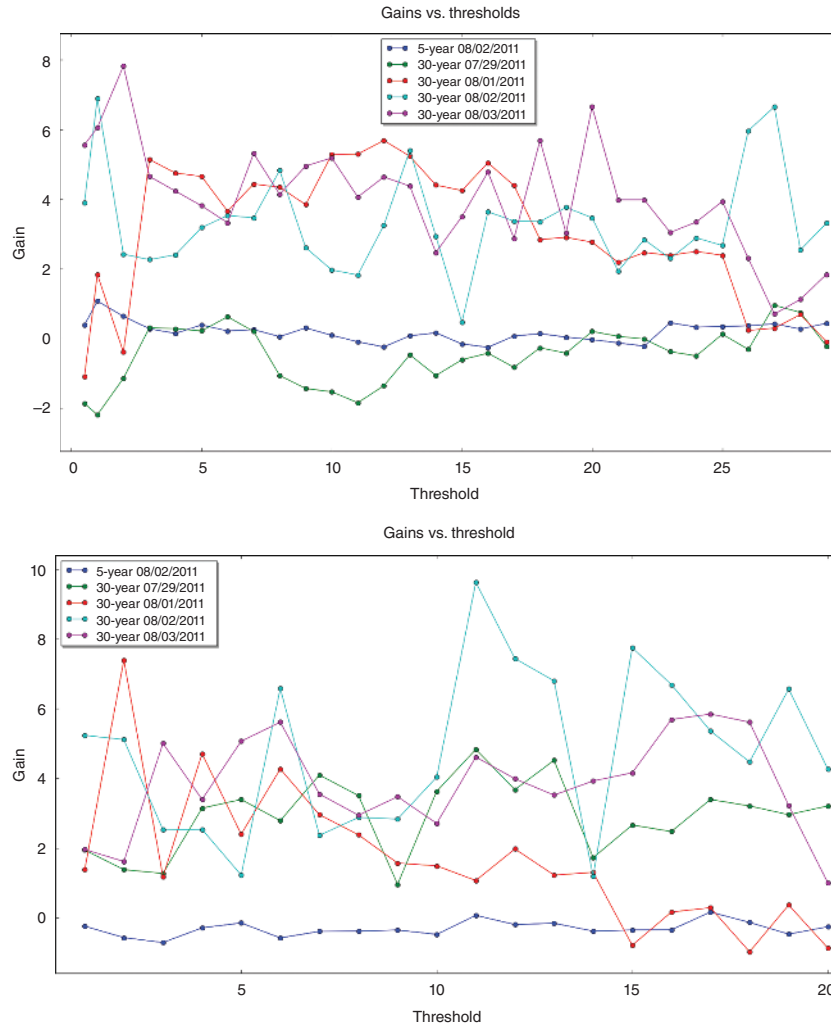 Gains vs. thresholds
5-year 08/02/2011
30-year 07/29/2011
30-year 08/01/2011
30-year 08/02/2011
30-year 08/03/2011
8
6
4
2
0
–2
Gain
0 5 10 15 20 25
Threshold
Gains vs. threshold
5-year 08/02/2011
30-year 07/29/2011
30-year 08/01/2011
30-year 08/02/2011
30-year 08/03/2011
10
8
6
4
2
0
Gain
5 10 15 20
Threshold